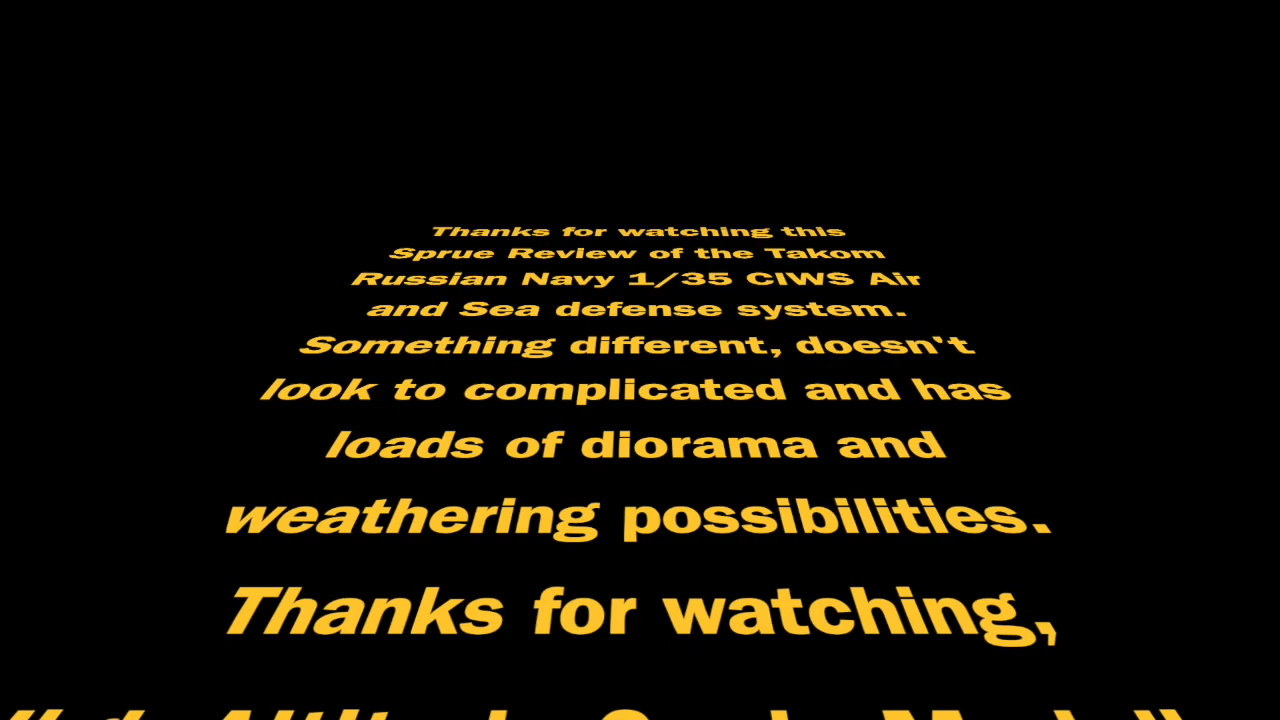 Thanks for watching this
Sprue Review of the Takom
Russian Navy 1/35 CIWS Air
and Sea defense system.
Something different, doesn't
look to complicated and has
loads of diorama and
weathering possibilities.
Thanks for watching,